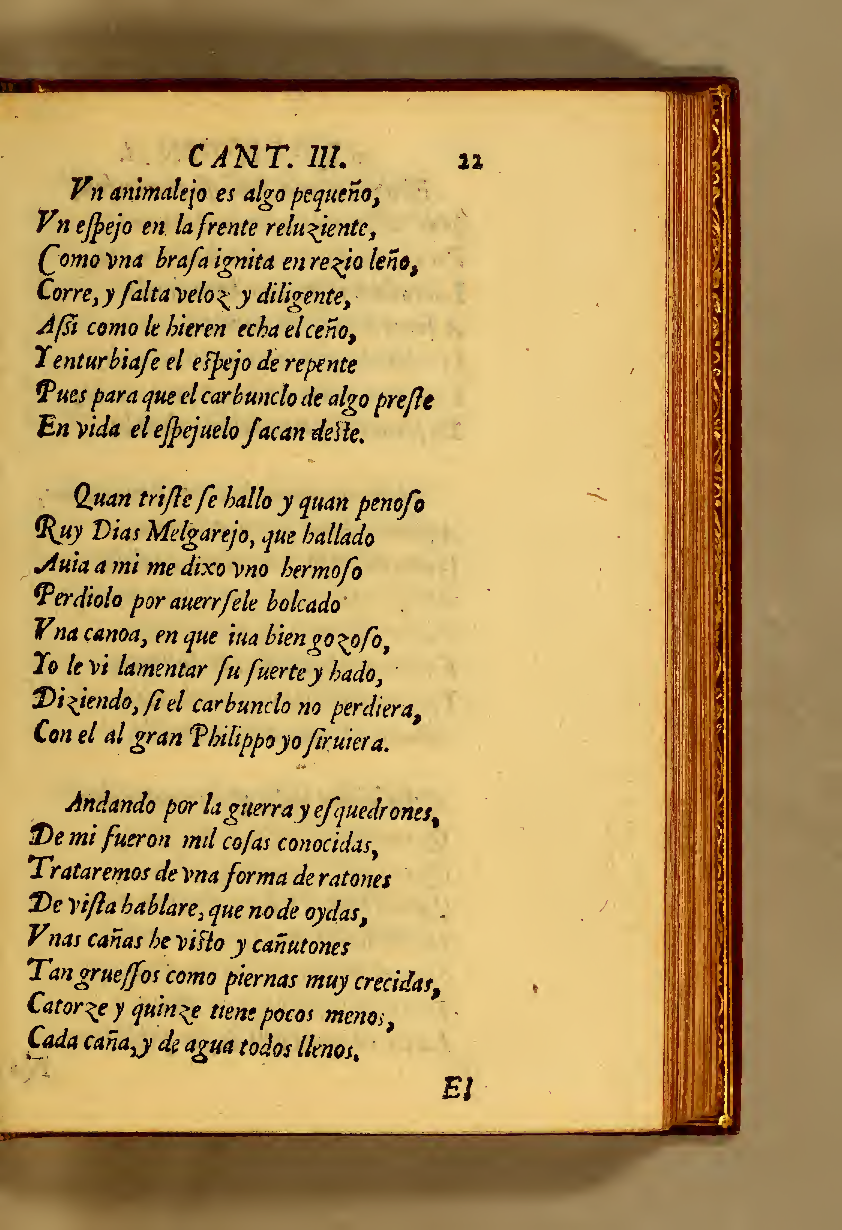 CANT. III. 22
Vn animalejo es algo pequeño,
Vn eſpejo en la frente reluziente,
Como vna braſa ignita en rezio leño,
Corre, y ſalta veloz y diligente,
Aſsi como le hieren echa el ceño,
Y enturbiaſe el eſpejo de repente
Pues para que el carbunclo de algo preſte
En vida el eſpejuelo ſacan deſte.
Quan triſte ſe hallo y quan penoſo
Ruy Dias Melgarejo, que hallado
Auia a mi me dixo vno hermoſo
Perdiolo por auerrſele bolcado
Vna canoa, en que iua bien gozoſo,
Yo le vi lamentar ſu ſuerte y hado,
Diziendo, ſi el carbunclo no perdiera,
Con el al gran Philippo yo ſiruiera.
Andando por la guerra y eſquedrones,
De mi fueron mil coſas conocidas,
Trataremos de vna forma de ratones
De viſta hablare, que no de oydas,
Vnas cañas he viſto y cañutones
Tan grueſſos como piernas muy crecidas,
Catorze y quinze tiene pocos menos,
Cada caña, y de agua todos llenos.
El